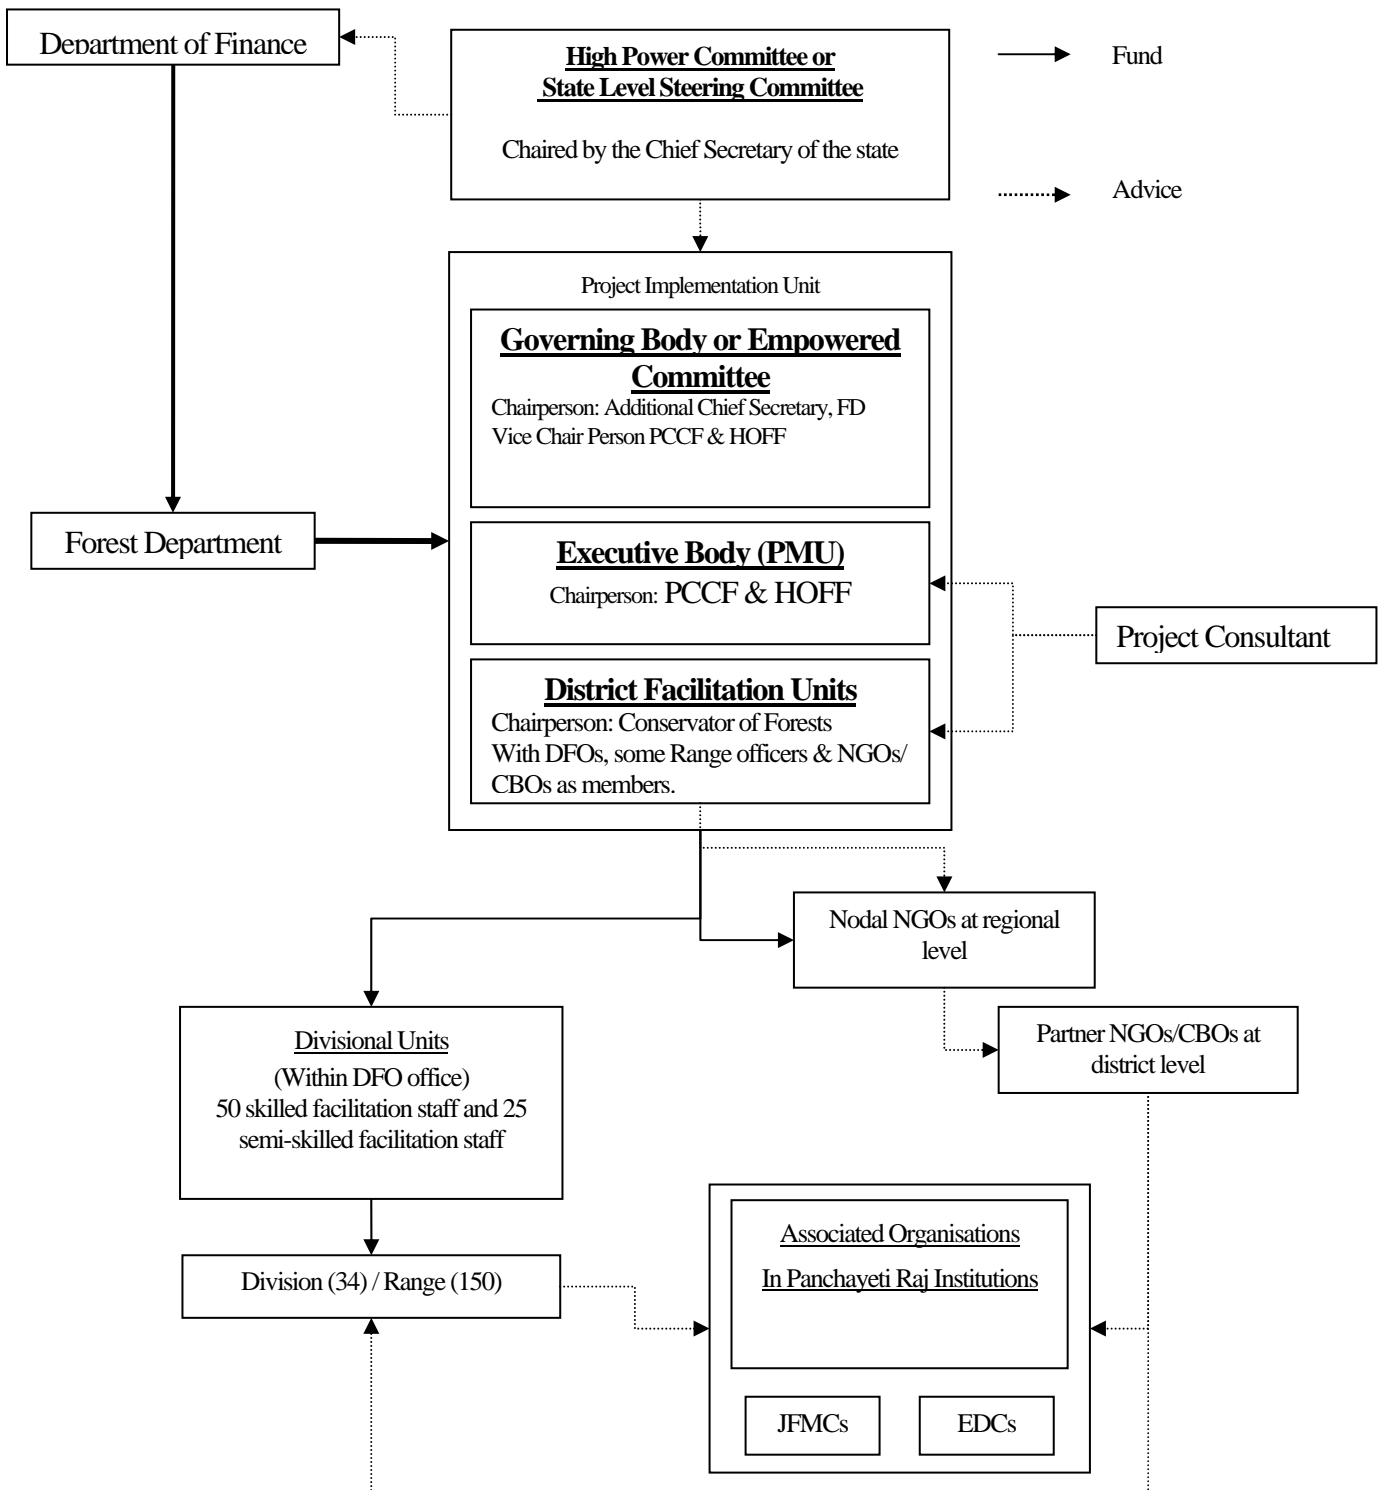 Department of Finance
High Power Committee or
State Level Steering Committee
Chaired by the Chief Secretary of the state
Fund
Advice
Project Implementation Unit
Governing Body or Empowered
Committee
Chairperson: Additional Chief Secretary, FD
Vice Chair Person PCCF & HOFF
Forest Department
Executive Body (PMU)
Chairperson: PCCF & HOFF
Project Consultant
District Facilitation Units
Chairperson: Conservator of Forests
With DFOs, some Range officers & NGOs/
CBOs as members.
Nodal NGOs at regional
level
Divisional Units
(Within DFO office)
50 skilled facilitation staff and 25
semi-skilled facilitation staff
Partner NGOs/CBOs at
district level
Division (34) / Range (150)
Associated Organisations
In Panchayeti Raj Institutions
JFMCs
EDCs